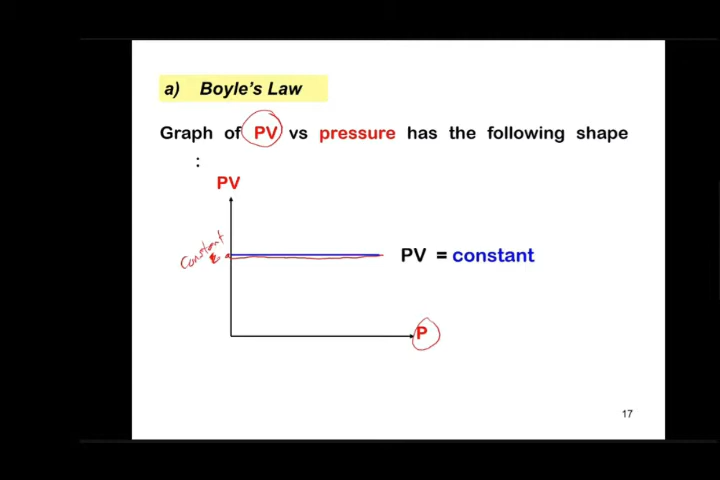 a) Boyle's Law
Graph of PV vs pressure has the following shape
:
PV
Constant
PV = constant
P
17